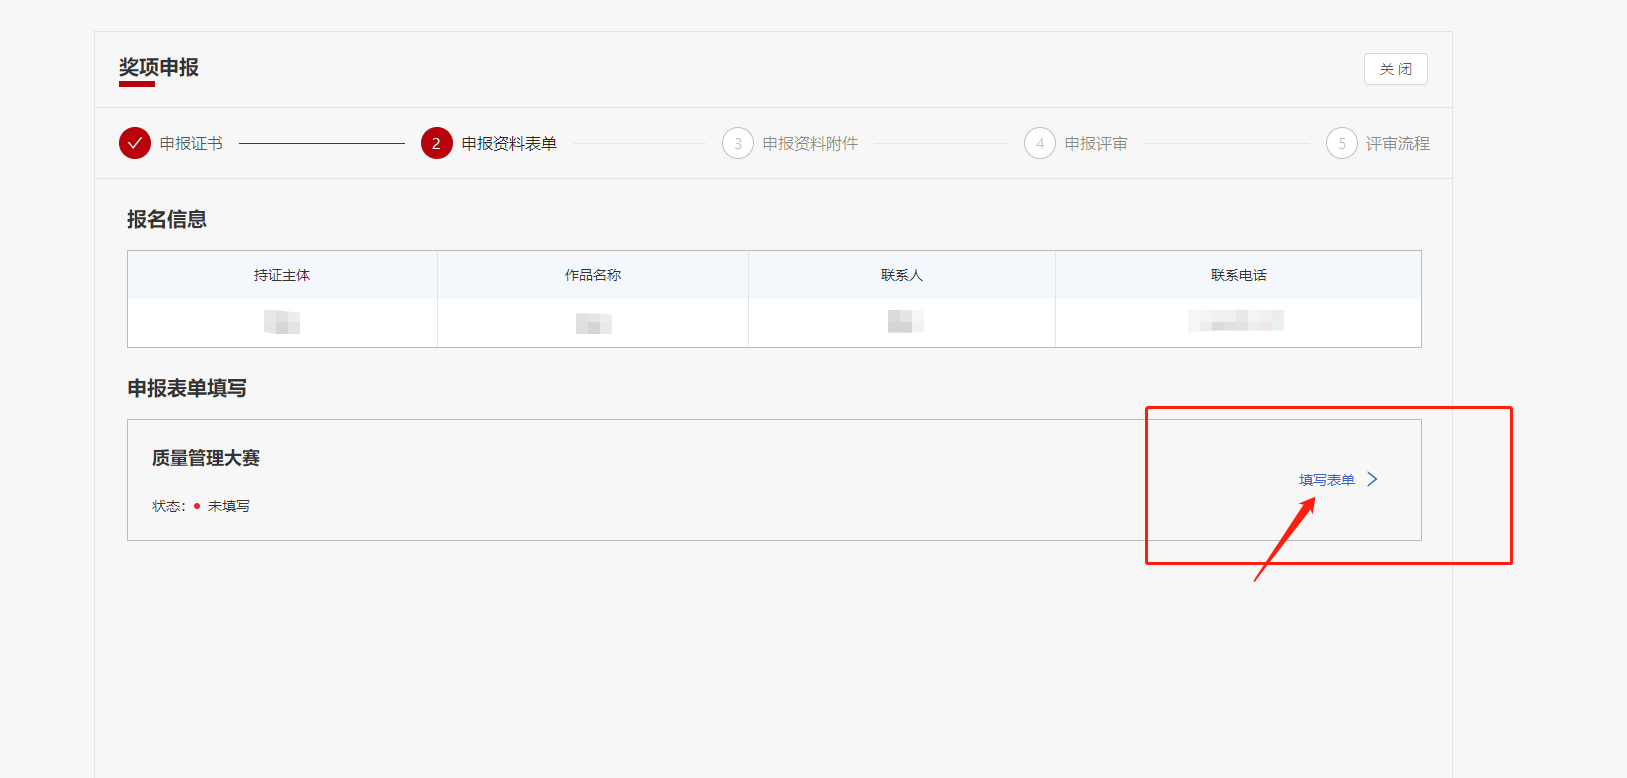 奖项申报
关 闭
申报证书
2 申报资料表单
3 申报资料附件
4 申报评审
5 评审流程
报名信息
持证主体 作品名称 联系人 联系电话
申报表单填写
质量管理大赛
填写表单
状态： 未填写